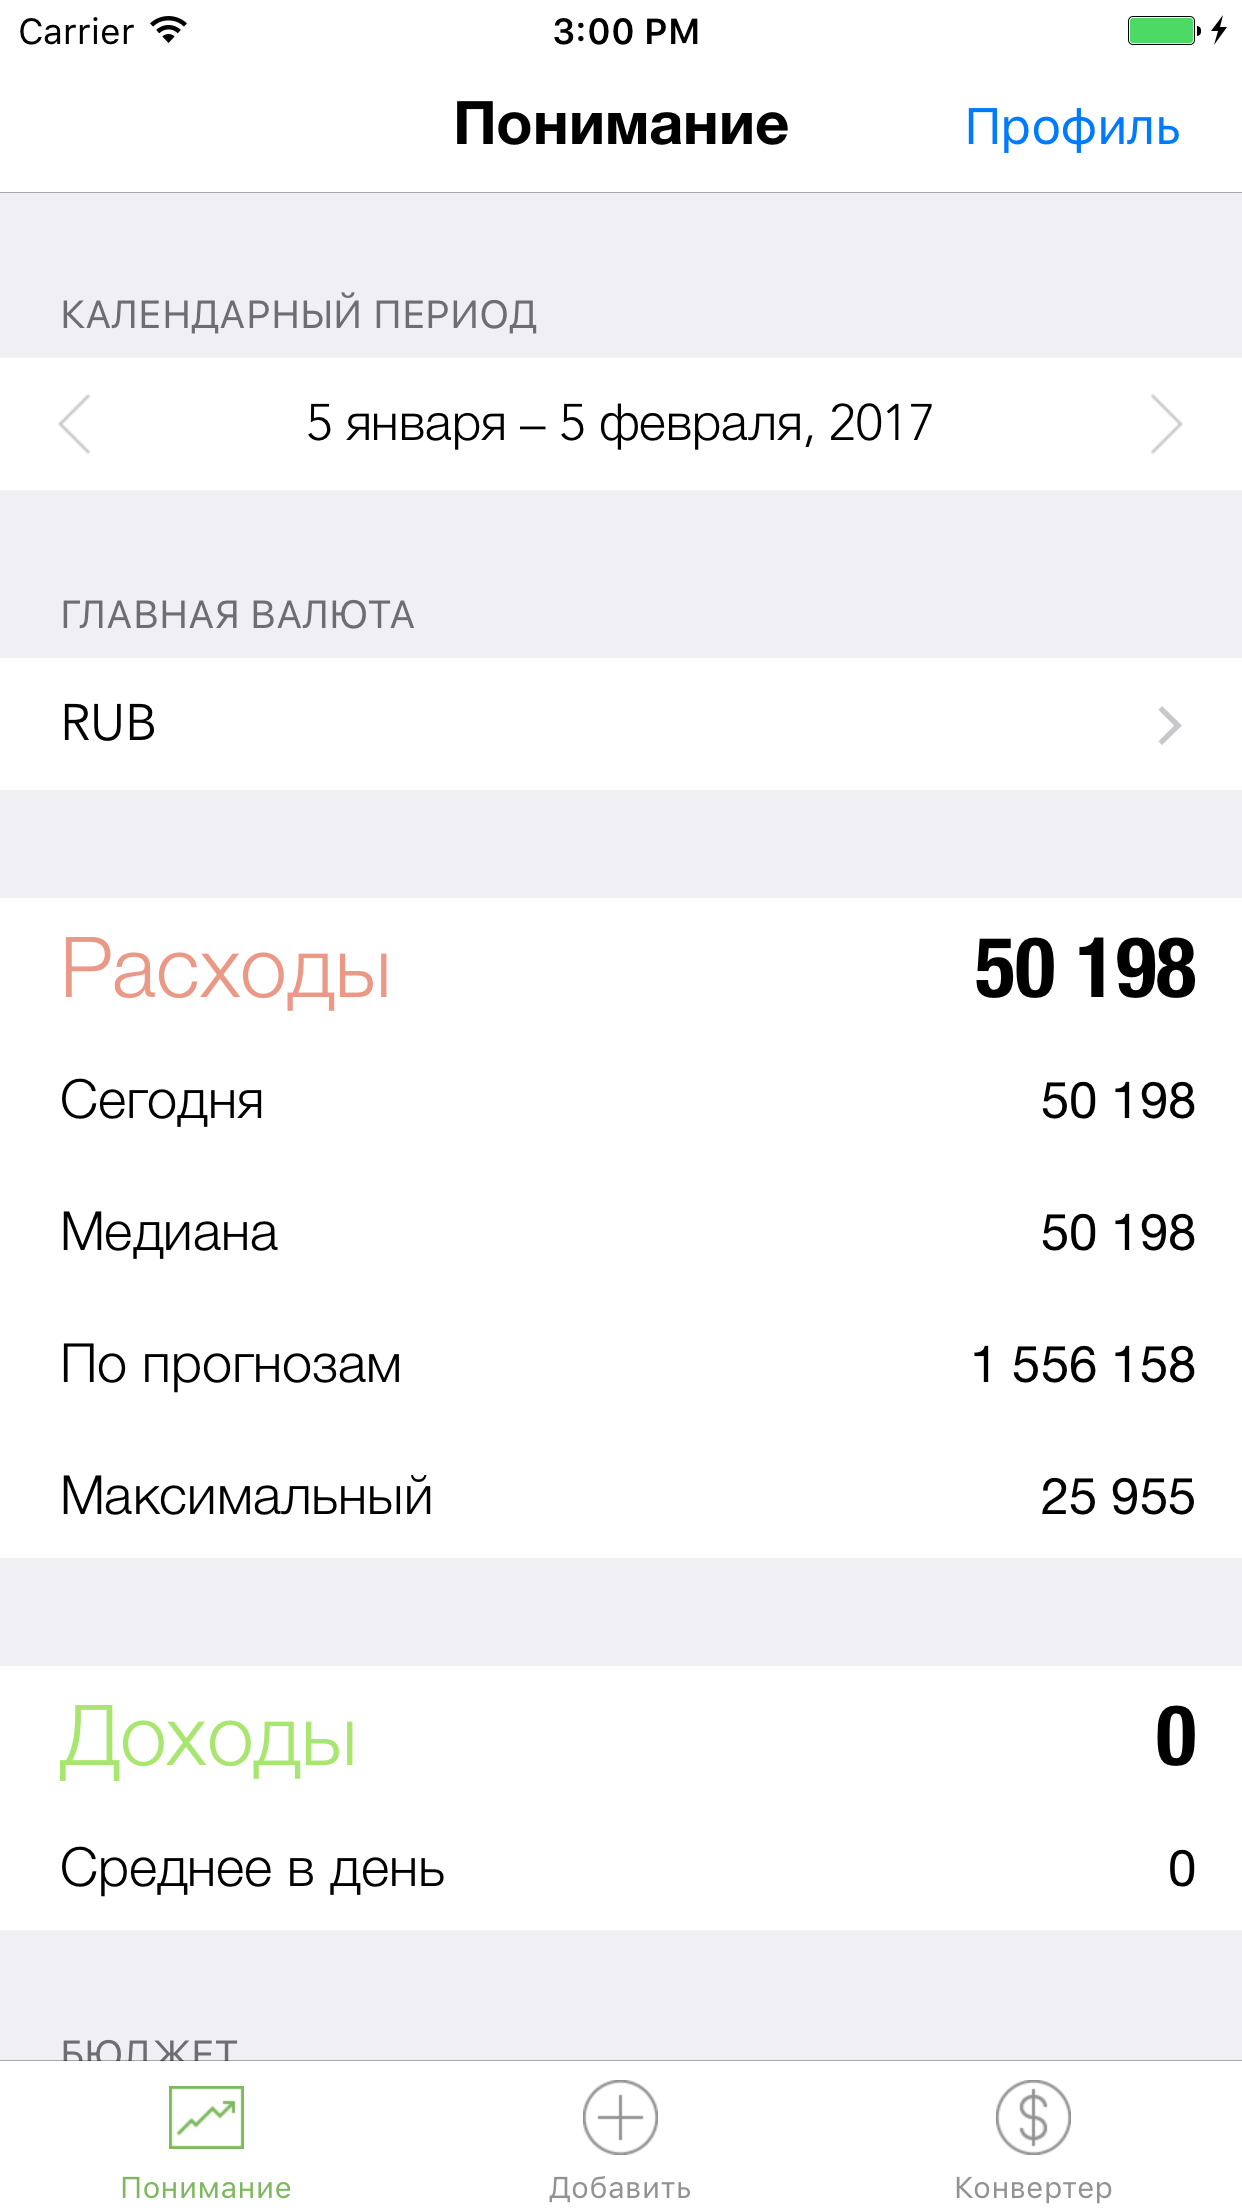 Carrier 3:00 PM
Понимание Профиль
КАЛЕНДАРНЫЙ ПЕРИОД
5 января – 5 февраля, 2017
ГЛАВНАЯ ВАЛЮТА
RUB
Расходы 50 198
Сегодня 50 198
Медиана 50 198
По прогнозам 1 556 158
Максимальный 25 955
Доходы 0
Среднее в день 0
БЮДЖЕТ
Понимание Добавить Конвертер